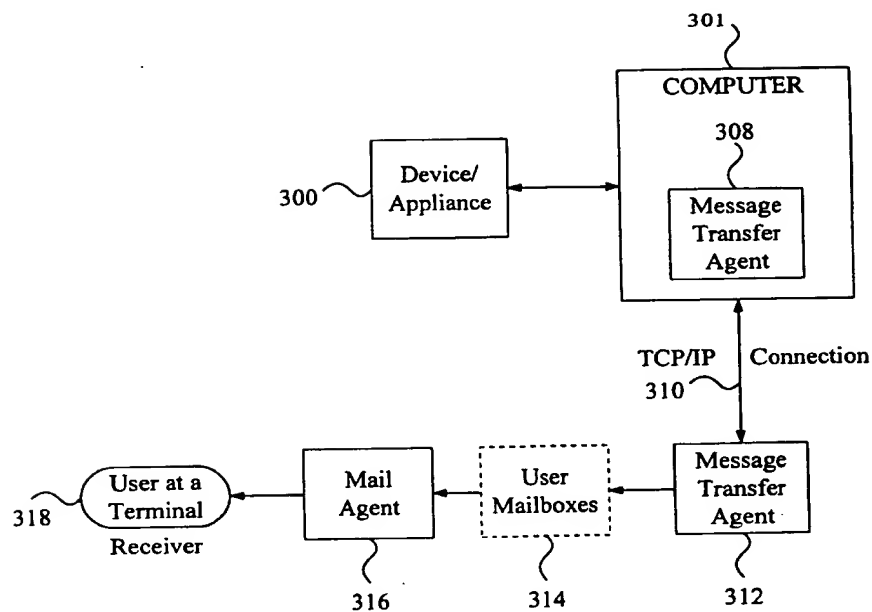 301
COMPUTER
308
Message
Transfer
Agent
300
Device/
Appliance
TCP/IP Connection
310
318
User at a
Terminal
Receiver
Mail
Agent
316
User
Mailboxes
314
Message
Transfer
Agent
312